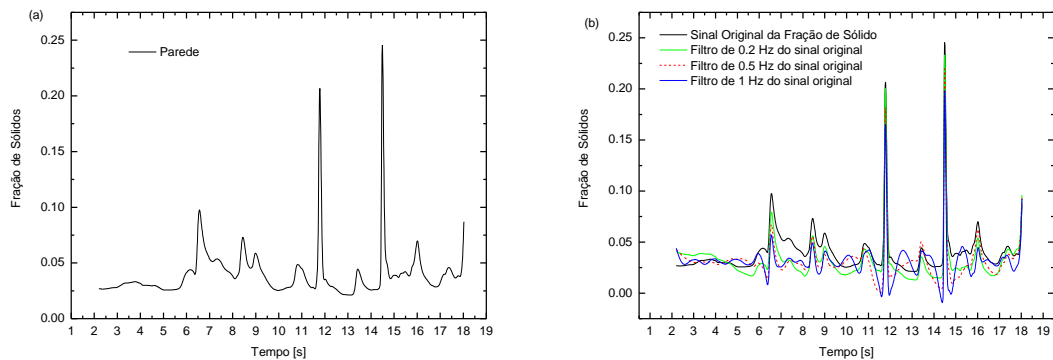 (a)
Parede
0.25
0.20
0.15
0.10
0.05
0.00
Fração de Sólidos
1 2 3 4 5 6 7 8 9 10 11 12 13 14 15 16 17 18 19
Tempo [s]
(b)
Sinal Original da Fração de Sólido
Filtro de 0.2 Hz do sinal original
Filtro de 0.5 Hz do sinal original
Filtro de 1 Hz do sinal original
0.25
0.20
0.15
0.10
0.05
0.00
Fração de Sólidos
1 2 3 4 5 6 7 8 9 10 11 12 13 14 15 16 17 18 19
Tempo [s]